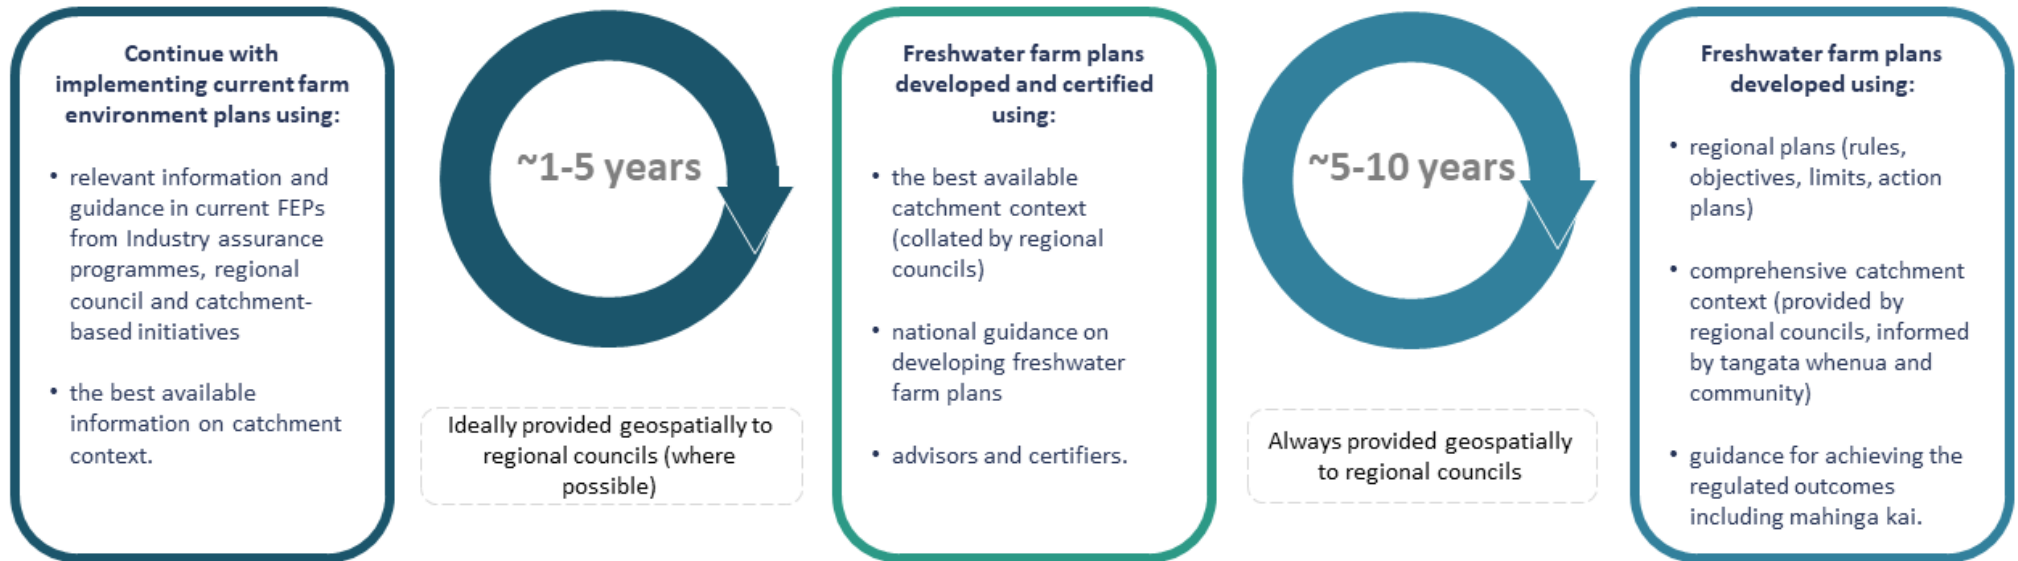 Continue with
implementing current farm
environment plans using:
• relevant information and
guidance in current FEPs
from Industry assurance
programmes, regional
council and catchment-
based initiatives
• the best available
information on catchment
context.
~1-5 years
Ideally provided geospatially to
regional councils (where
possible)
Freshwater farm plans
developed and certified
using:
• the best available
catchment context
(collated by regional
councils)
• national guidance on
developing freshwater
farm plans
• advisors and certifiers.
~5-10 years
Always provided geospatially
to regional councils
Freshwater farm plans
developed using:
• regional plans (rules,
objectives, limits, action
plans)
• comprehensive catchment
context (provided by
regional councils, informed
by tangata whenua and
community)
• guidance for achieving the
regulated outcomes
including mahinga kai.